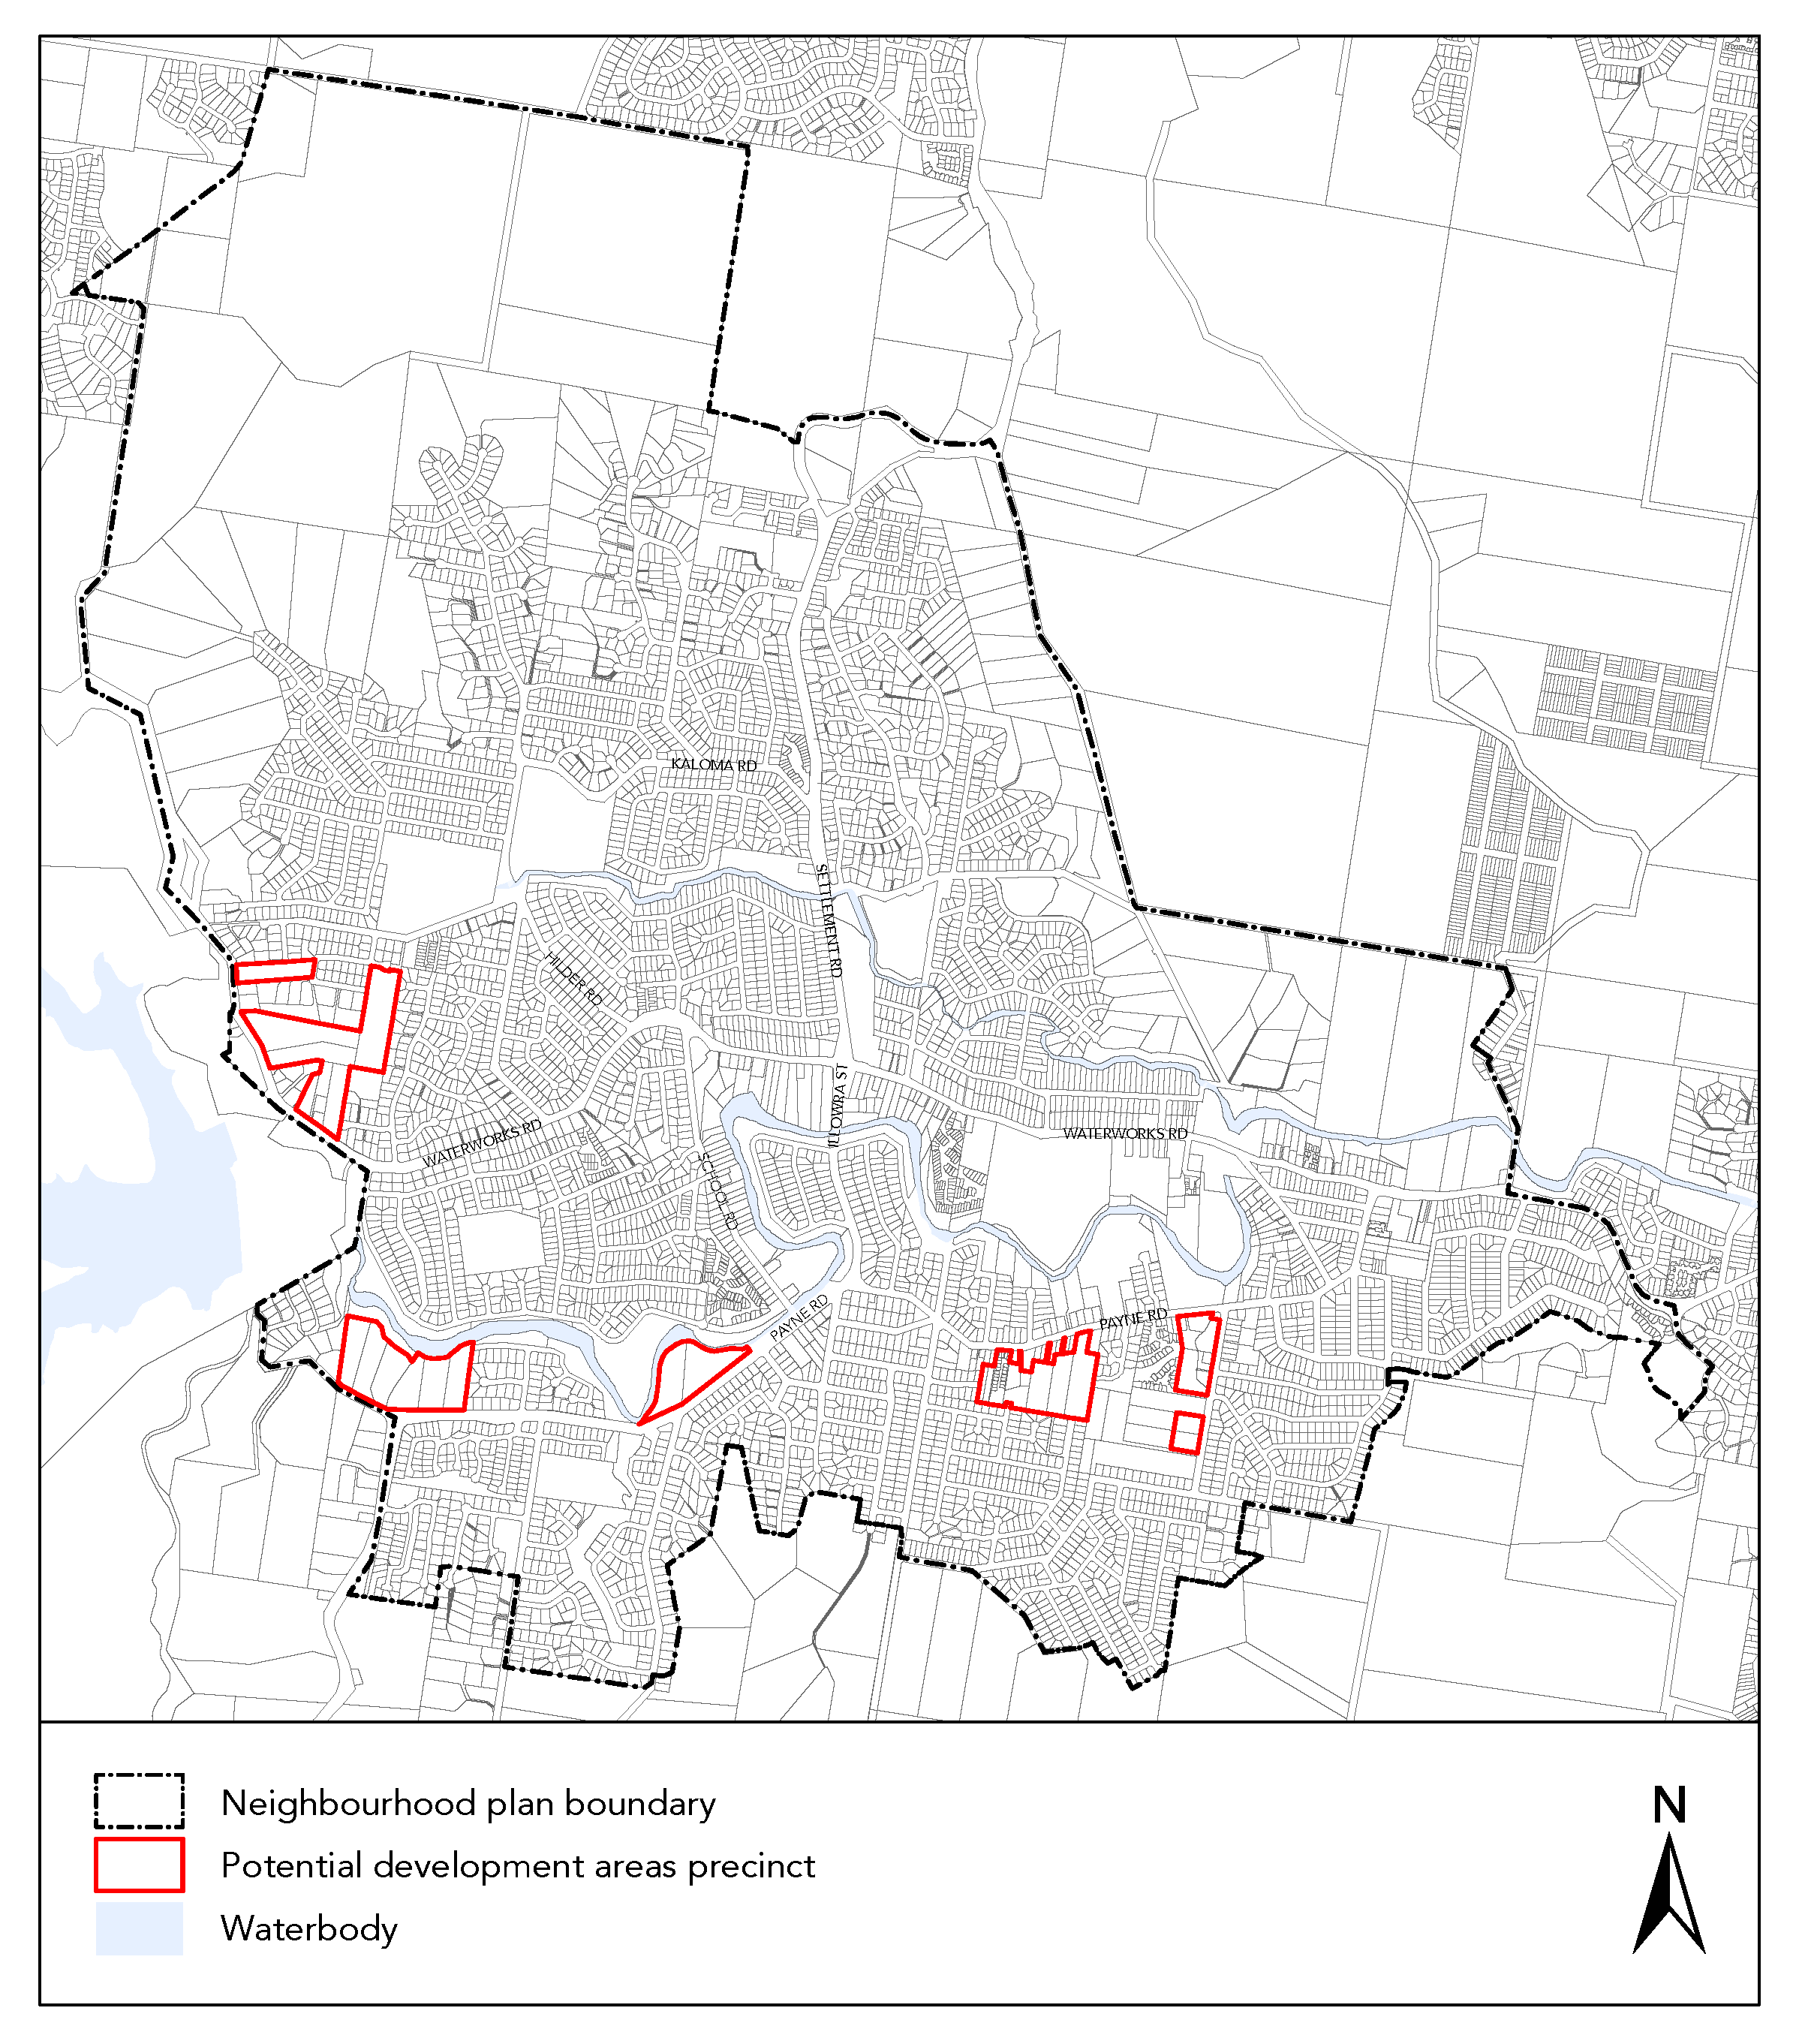 KALOMA RD
SETTLEMENT RD
HILDER RD
ILLOWRA ST
WATERWORKS RD
WATERWORKS RD
SCHOOL RD
PAYNE RD
PAYNE RD
Neighbourhood plan boundary
Potential development areas precinct
Waterbody
N